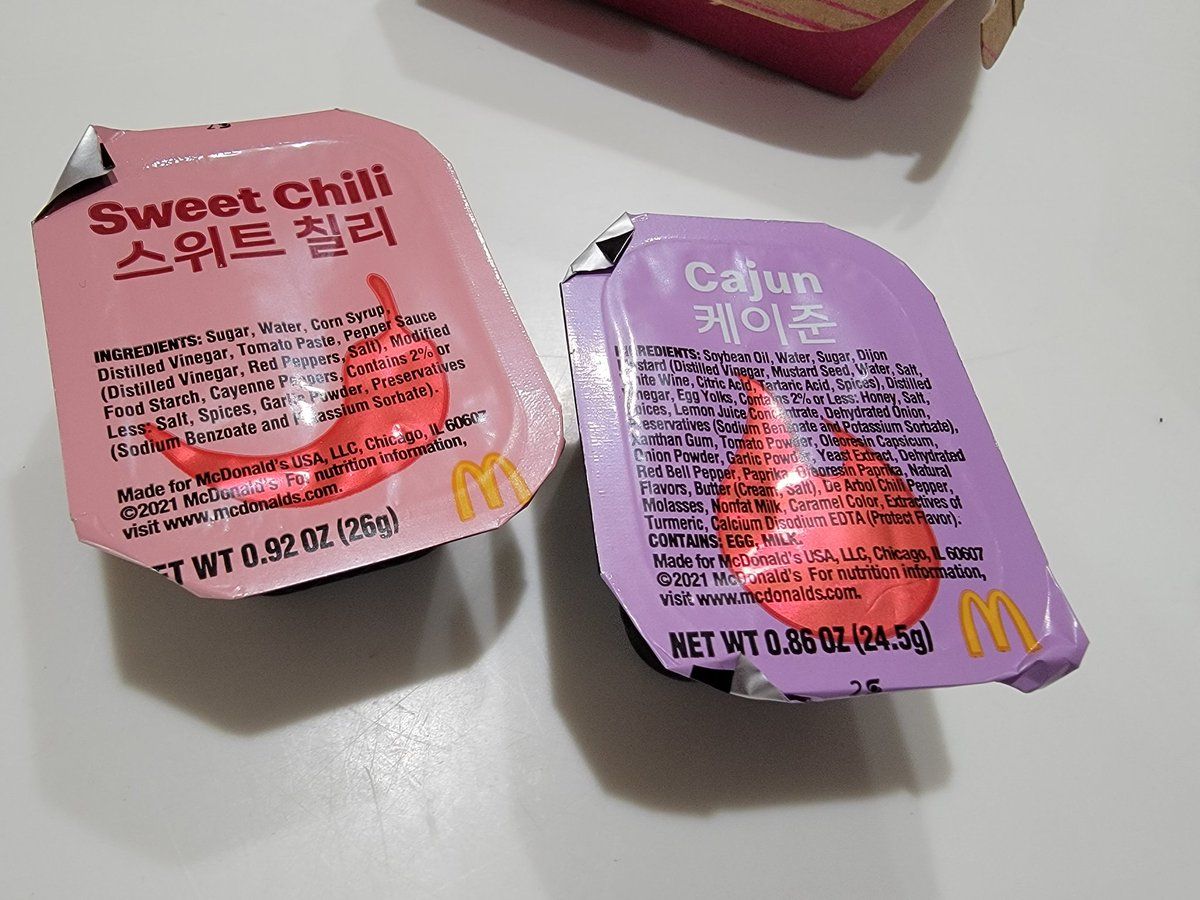 Sweet Chili
스위트 칠리
INGREDIENTS: Sugar, Water, Corn Syrup,
Distilled Vinegar, Tomato Paste, Pepper Sauce
(Distilled Vinegar, Red Peppers, Salt), Modified
Food Starch, Cayenne Peppers, Contains 2% or
Less: Salt, Spices, Garlic Powder, Preservatives
(Sodium Benzoate and Potassium Sorbate).
Made for McDonald's USA, LLC, Chicago, IL 60607
©2021 McDonald's For nutrition information,
visit www.mcdonalds.com.
ET WT 0.92 OZ (26g)
Cajun
케이준
INGREDIENTS: Soybean Oil, Water, Sugar, Dijon
Mustard (Distilled Vinegar, Mustard Seed, Water, Salt,
White Wine, Citric Acid, Tartaric Acid, Spices), Distilled
Vinegar, Egg Yolks, Contains 2% or Less: Honey, Salt,
Spices, Lemon Juice Concentrate, Dehydrated Onion,
Preservatives (Sodium Benzoate and Potassium Sorbate),
Xanthan Gum, Tomato Powder, Oleoresin Capsicum,
Onion Powder, Garlic Powder, Yeast Extract, Dehydrated
Red Bell Pepper, Paprika, Oleoresin Paprika, Natural
Flavors, Butter (Cream, Salt), De Arbol Chili Pepper,
Molasses, Nonfat Milk, Caramel Color, Extractives of
Turmeric, Calcium Disodium EDTA (Protect Flavor).
CONTAINS: EGG, MILK.
Made for McDonald's USA, LLC, Chicago, IL 60607
©2021 McDonald's For nutrition information,
visit www.mcdonalds.com.
NET WT 0.86 OZ (24.5g)